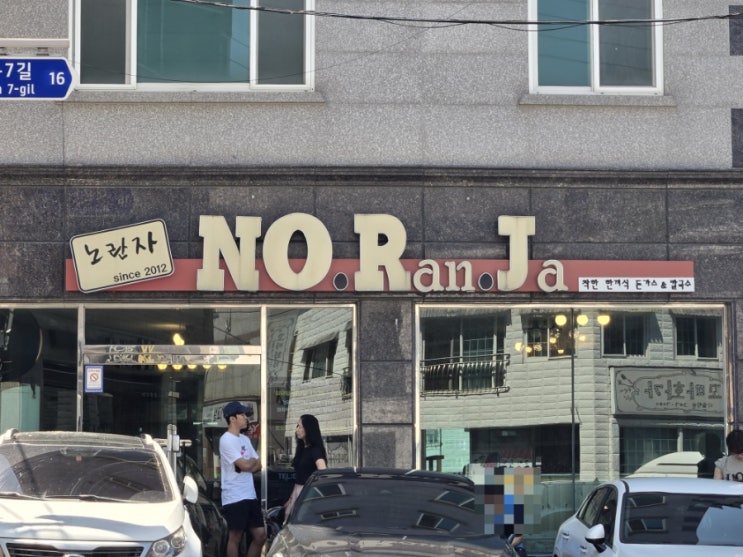 -7길 16
7-gil
노란자
since 2012
NO.Ran.Ja
착한 한끼식 돈가스 & 칼국수